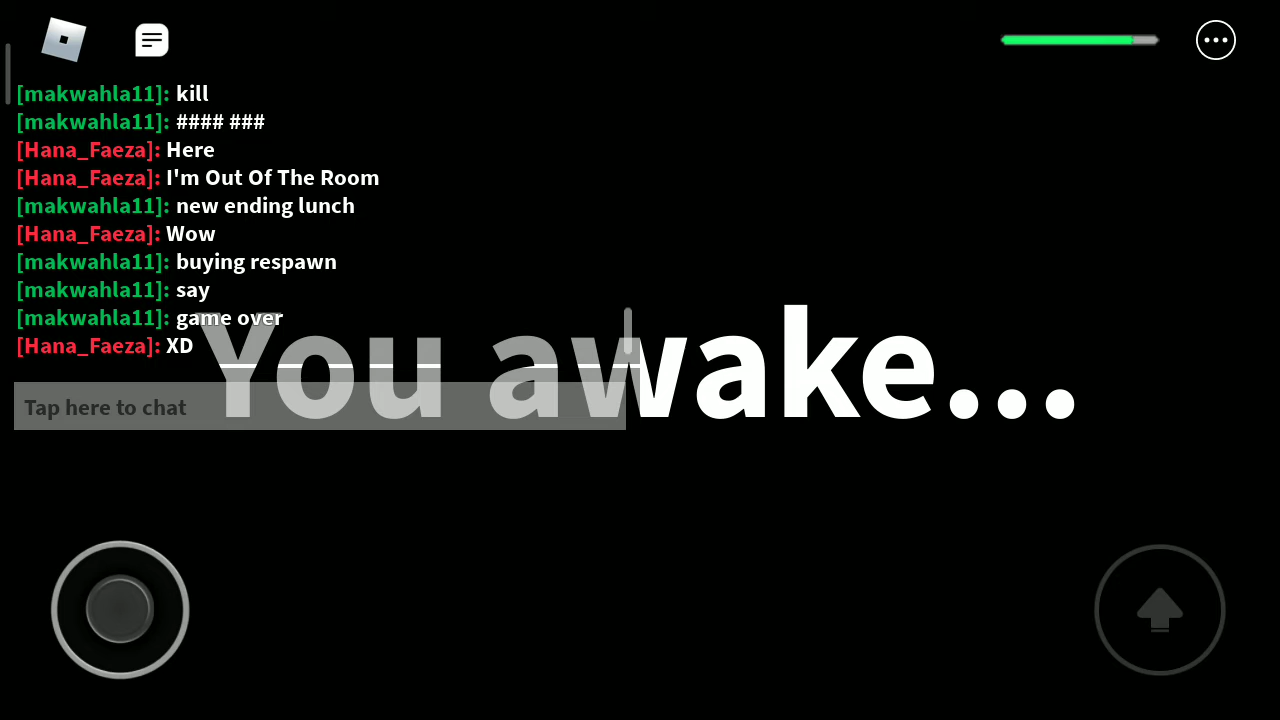 [makwahla11]: kill
[makwahla11]: #### ###
[Hana_Faeza]: Here
[Hana_Faeza]: I'm Out Of The Room
[makwahla11]: new ending lunch
[Hana_Faeza]: Wow
[makwahla11]: buying respawn
[makwahla11]: say
[makwahla11]: game over
[Hana_Faeza]: XD
You awake...
Tap here to chat